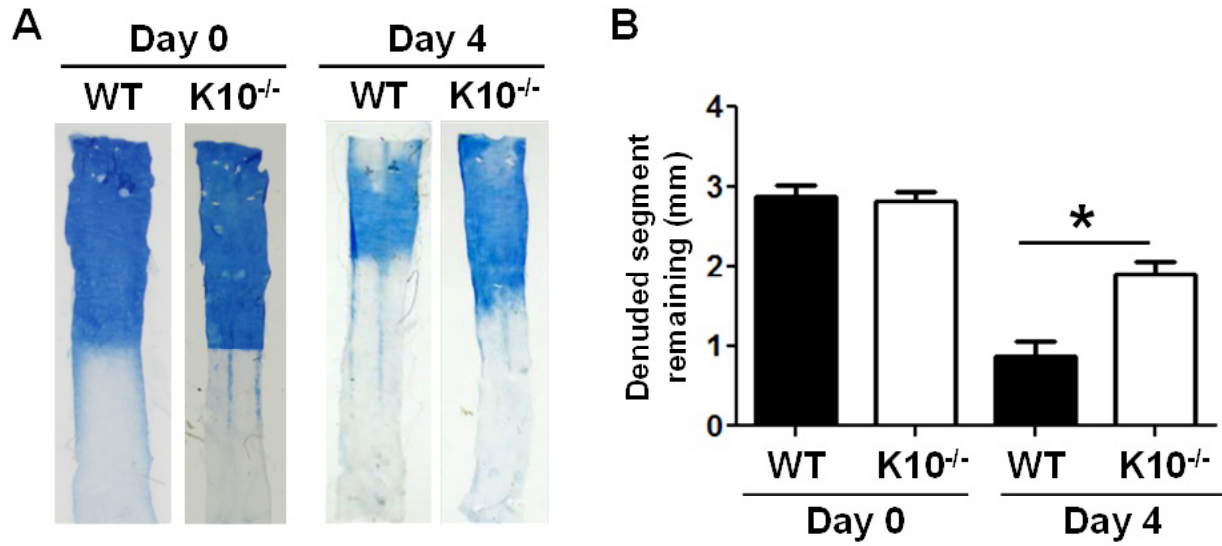 A
Day 0 Day 4
WT K10-/- WT K10-/-
B
Denuded segment
remaining (mm)
4
3
2
1
0
*
WT K10-/- WT K10-/-
Day 0 Day 4